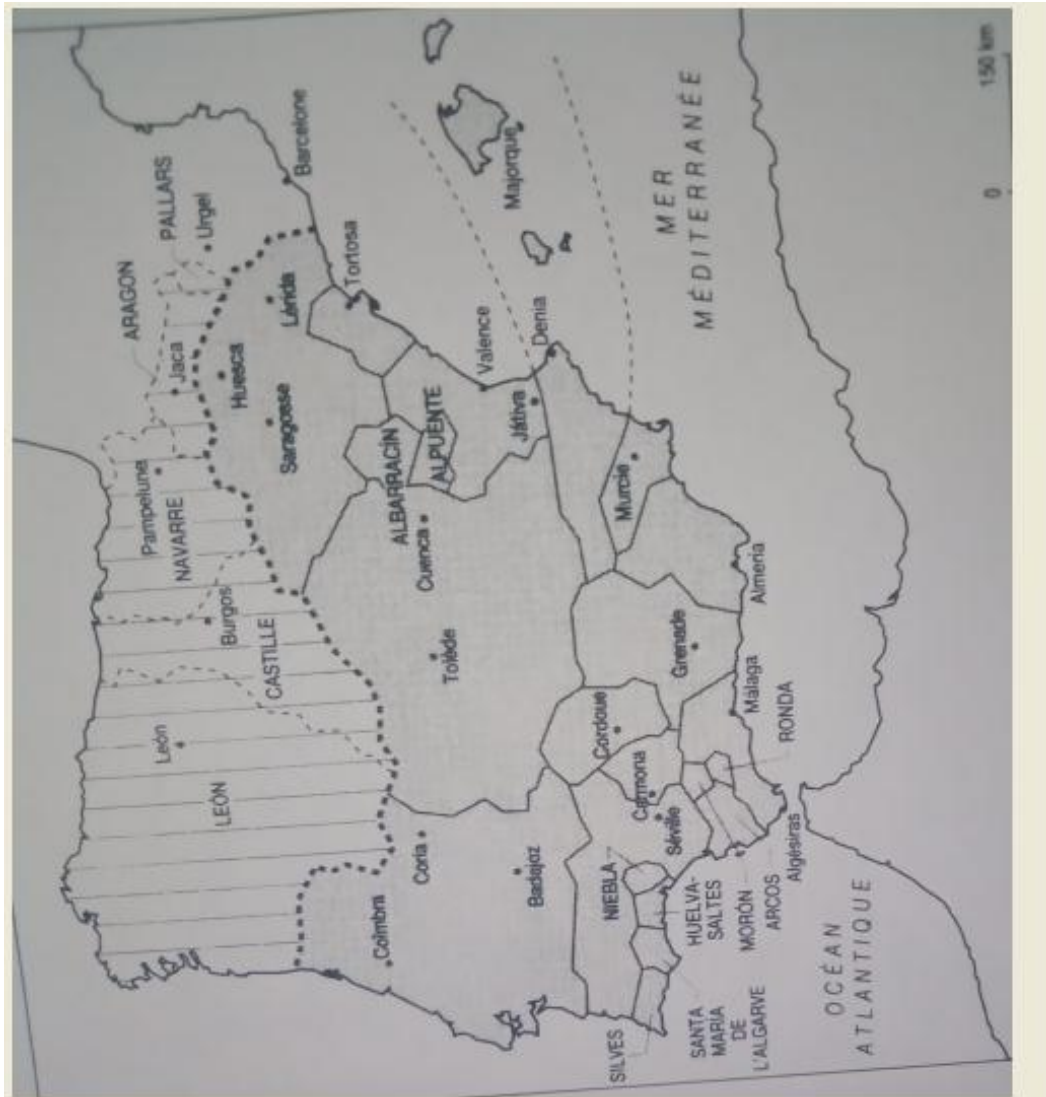 ARAGON
PALLARS
Pampelune
Jaca
Urgel
NAVARRE
Burgos
León
CASTILLE
LEÓN
Huesca
Lérida
Barcelone
Saragosse
Tortosa
ALBARRACÍN
ALPUENTE
Coimbra
Coria
Tolède
Cuenca
Valence
Játiva
Denia
Majorque
Badajoz
Cordoue
Murcie
NIEBLA
Carmona
Séville
Grenade
SILVES
Almería
Málaga
RONDA
HUELVA-
SALTES
MORÓN
ARCOS
Algésiras
SANTA
MARIA
DE
L'ALGARVE
OCÉAN
ATLANTIQUE
MER
MÉDITERRANÉE
0 150 km